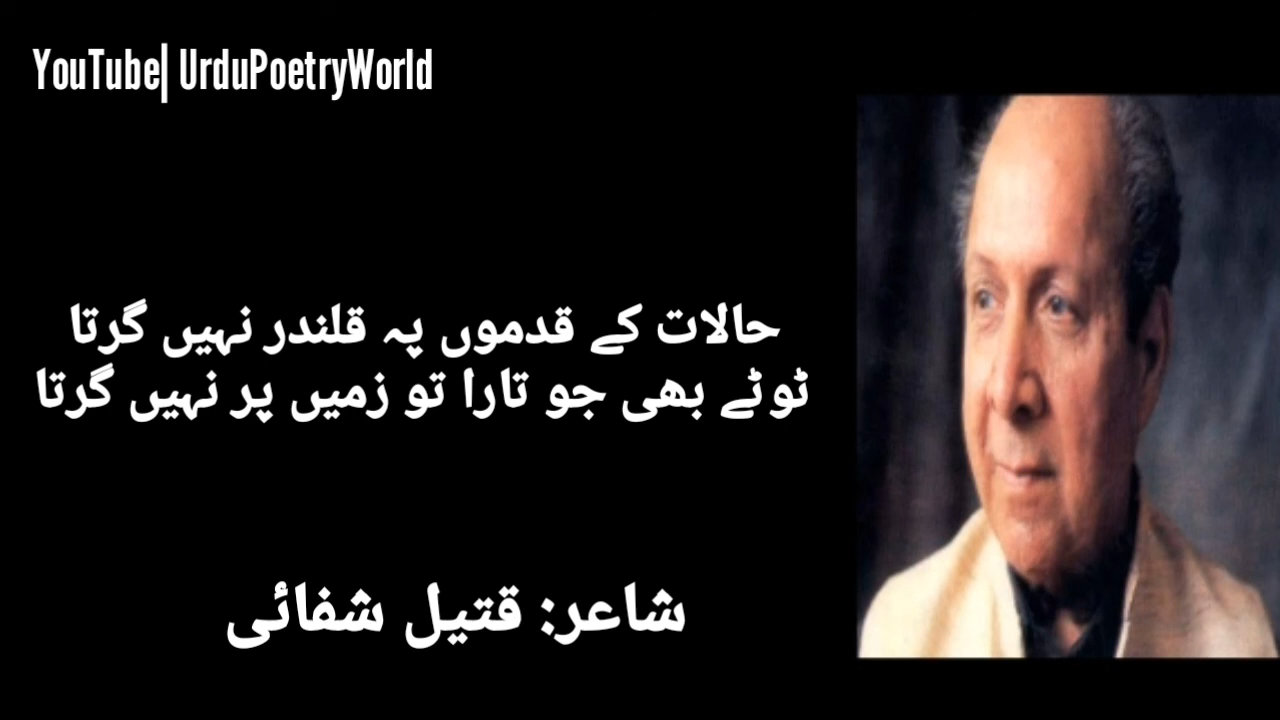 YouTube| UrduPoetryWorld
حالات کے قدموں پہ قلندر نہیں گرتا
ٹوٹے بھی جو تارا تو زمیں پر نہیں گرتا
شاعر: قتیل شفائی